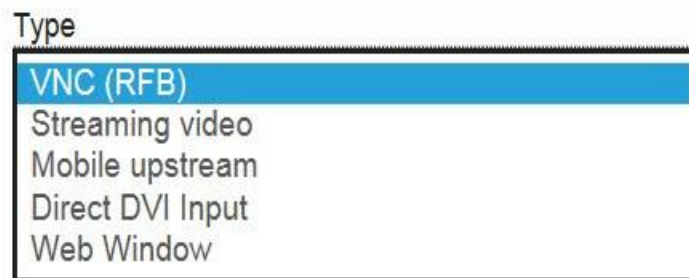 Type
VNC (RFB)
Streaming video
Mobile upstream
Direct DVI Input
Web Window